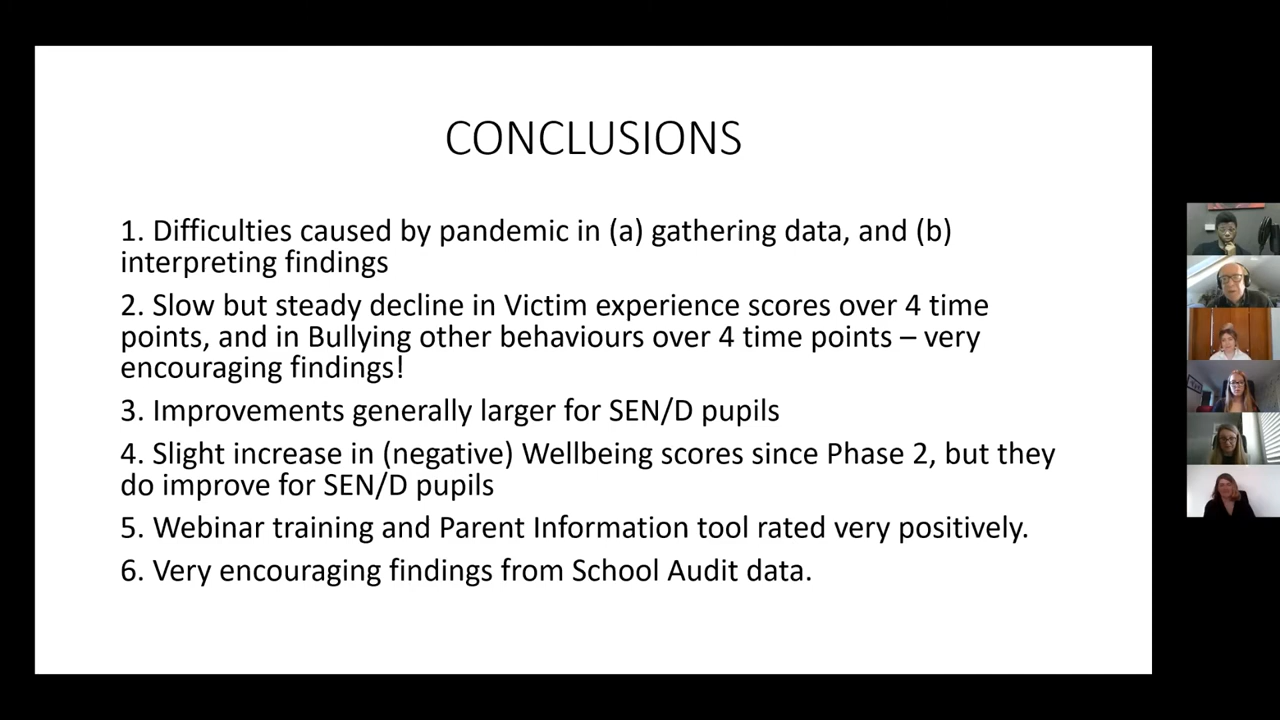 CONCLUSIONS
1. Difficulties caused by pandemic in (a) gathering data, and (b)
interpreting findings
2. Slow but steady decline in Victim experience scores over 4 time
points, and in Bullying other behaviours over 4 time points – very
encouraging findings!
3. Improvements generally larger for SEN/D pupils
4. Slight increase in (negative) Wellbeing scores since Phase 2, but they
do improve for SEN/D pupils
5. Webinar training and Parent Information tool rated very positively.
6. Very encouraging findings from School Audit data.